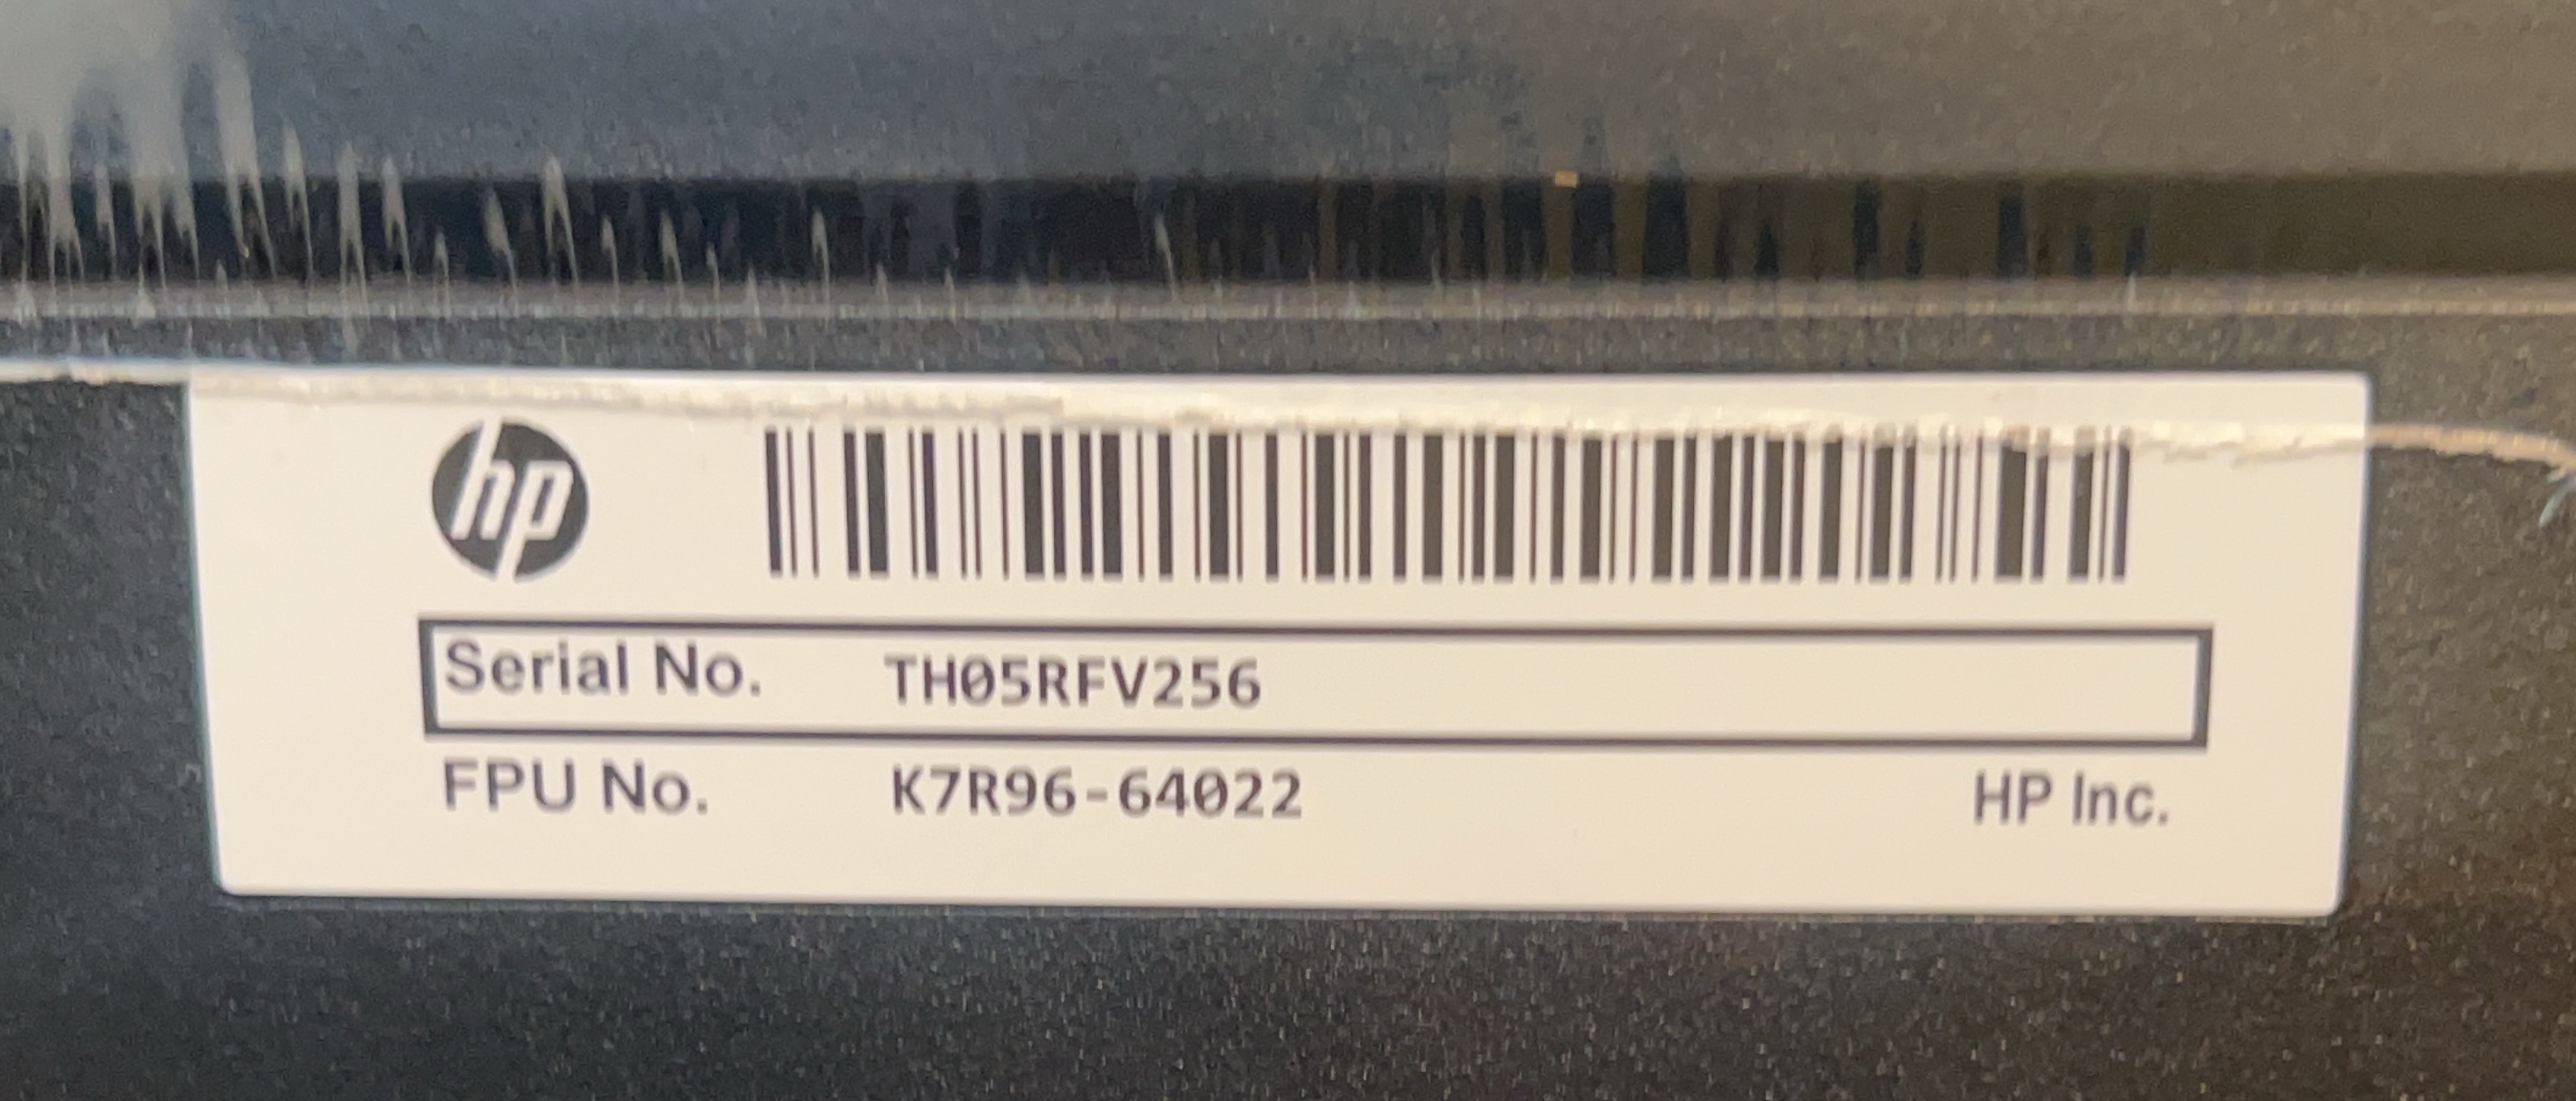 hp
Serial No. TH05RFV256
FPU No. K7R96-64022 HP Inc.